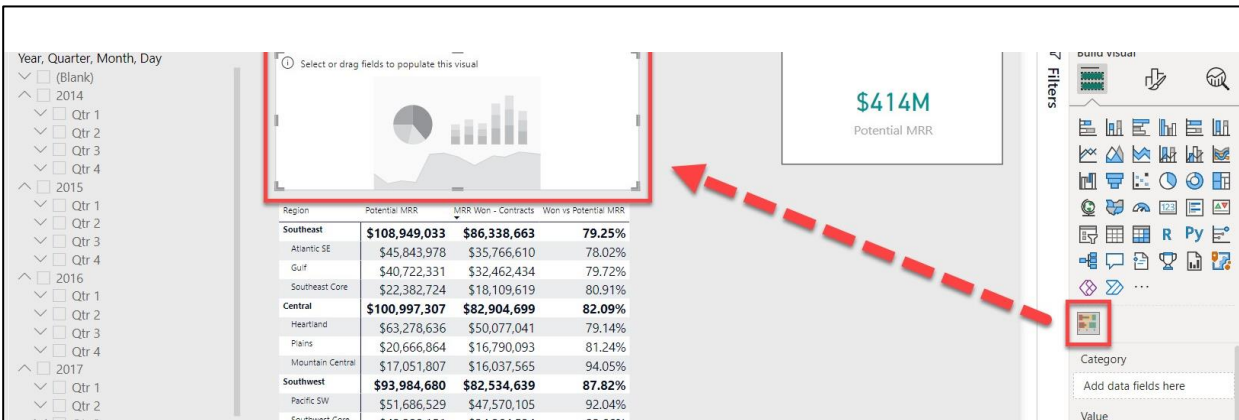 Year, Quarter, Month, Day
(Blank)
2014
Qtr 1
Qtr 2
Qtr 3
Qtr 4
2015
Qtr 1
Qtr 2
Qtr 3
Qtr 4
2016
Qtr 1
Qtr 2
Qtr 3
Qtr 4
2017
Qtr 1
Qtr 2
Select or drag fields to populate this visual
Region Potential MRR MRR Won - Contracts Won vs Potential MRR
Southeast $108,949,033 $86,338,663 79.25%
Atlantic SE $45,843,978 $35,766,610 78.02%
Gulf $40,722,331 $32,462,434 79.72%
Southeast Core $22,382,724 $18,109,619 80.91%
Central $100,997,307 $82,904,699 82.09%
Heartland $63,278,636 $50,077,041 79.14%
Plains $20,666,864 $16,790,093 81.24%
Mountain Central $17,051,807 $16,037,565 94.05%
Southwest $93,984,680 $82,534,639 87.82%
Pacific SW $51,686,529 $47,570,105 92.04%
Southwest Core
$414M
Potential MRR
Filters
Build visual
123
R Py
Category
Add data fields here
Value